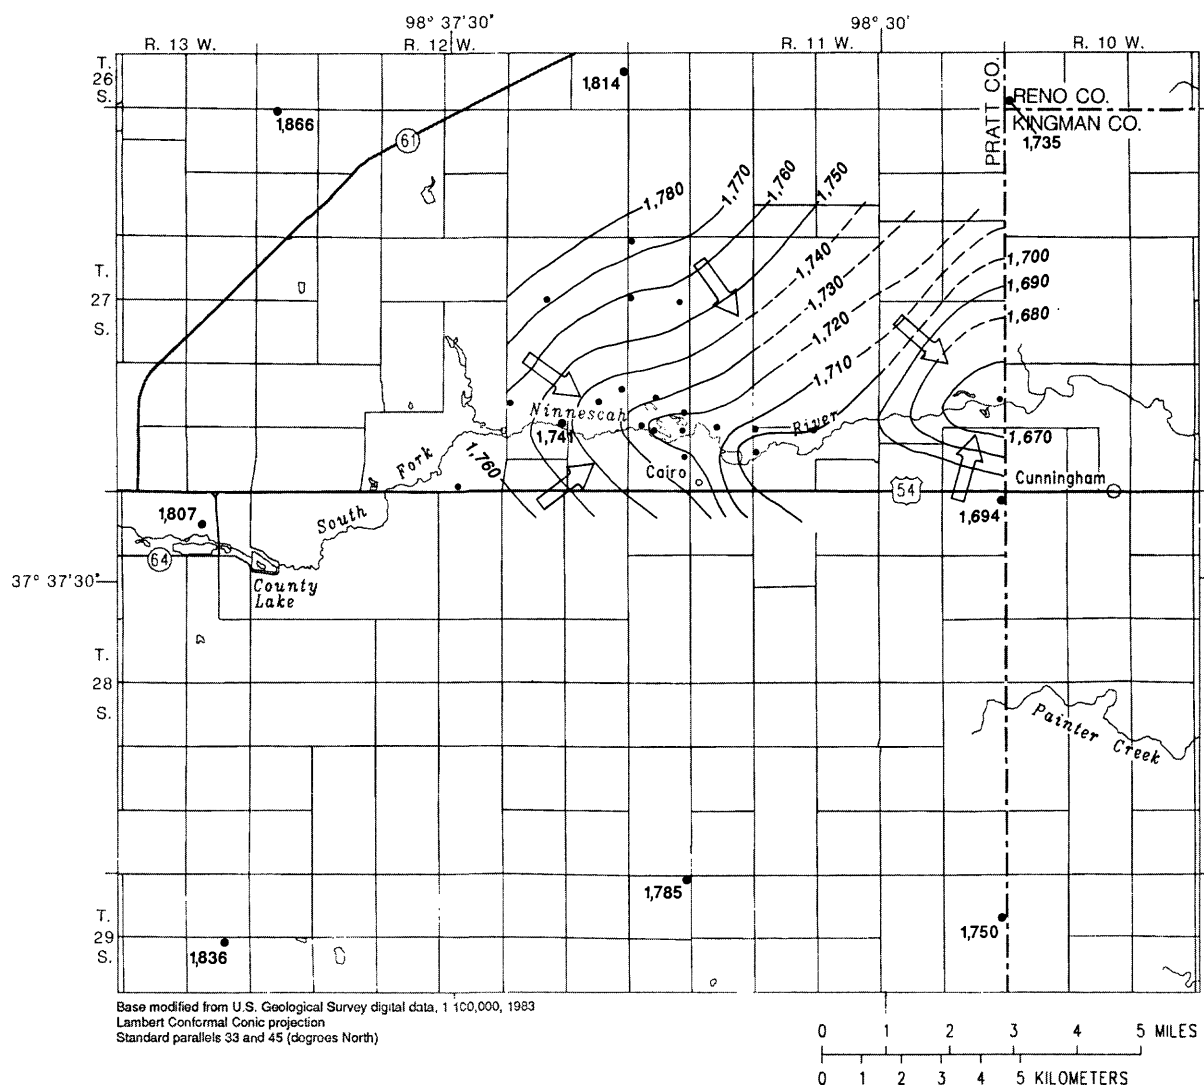 98° 37'30"
98° 30'
R. 13 W.
R. 12 W.
R. 11 W.
R. 10 W.
T.
26
S.
1,814
1,866
61
PRATT CO.
RENO CO.
KINGMAN CO.
1,735
1,780
1,770
1,760
1,750
1,740
1,730
1,720
1,710
1,700
1,690
1,680
T.
27
S.
Ninnescah
River
1,741
Fork
1,760
Cairo
1,670
Cunningham
54
1,694
South
1,807
64
37° 37'30"
County
Lake
T.
28
S.
Painter Creek
1,785
T.
29
S.
1,836
1,750
Base modified from U.S. Geological Survey digital data, 1 100,000, 1983
Lambert Conformal Conic projection
Standard parallels 33 and 45 (degrees North)
0 1 2 3 4 5 MILES
0 1 2 3 4 5 KILOMETERS